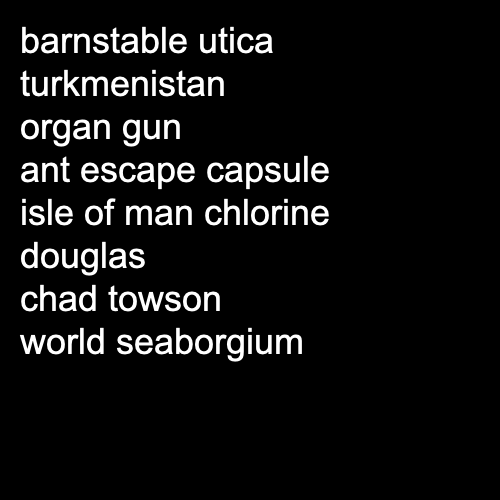 barnstable utica
turkmenistan
organ gun
ant escape capsule
isle of man chlorine
douglas
chad towson
world seaborgium